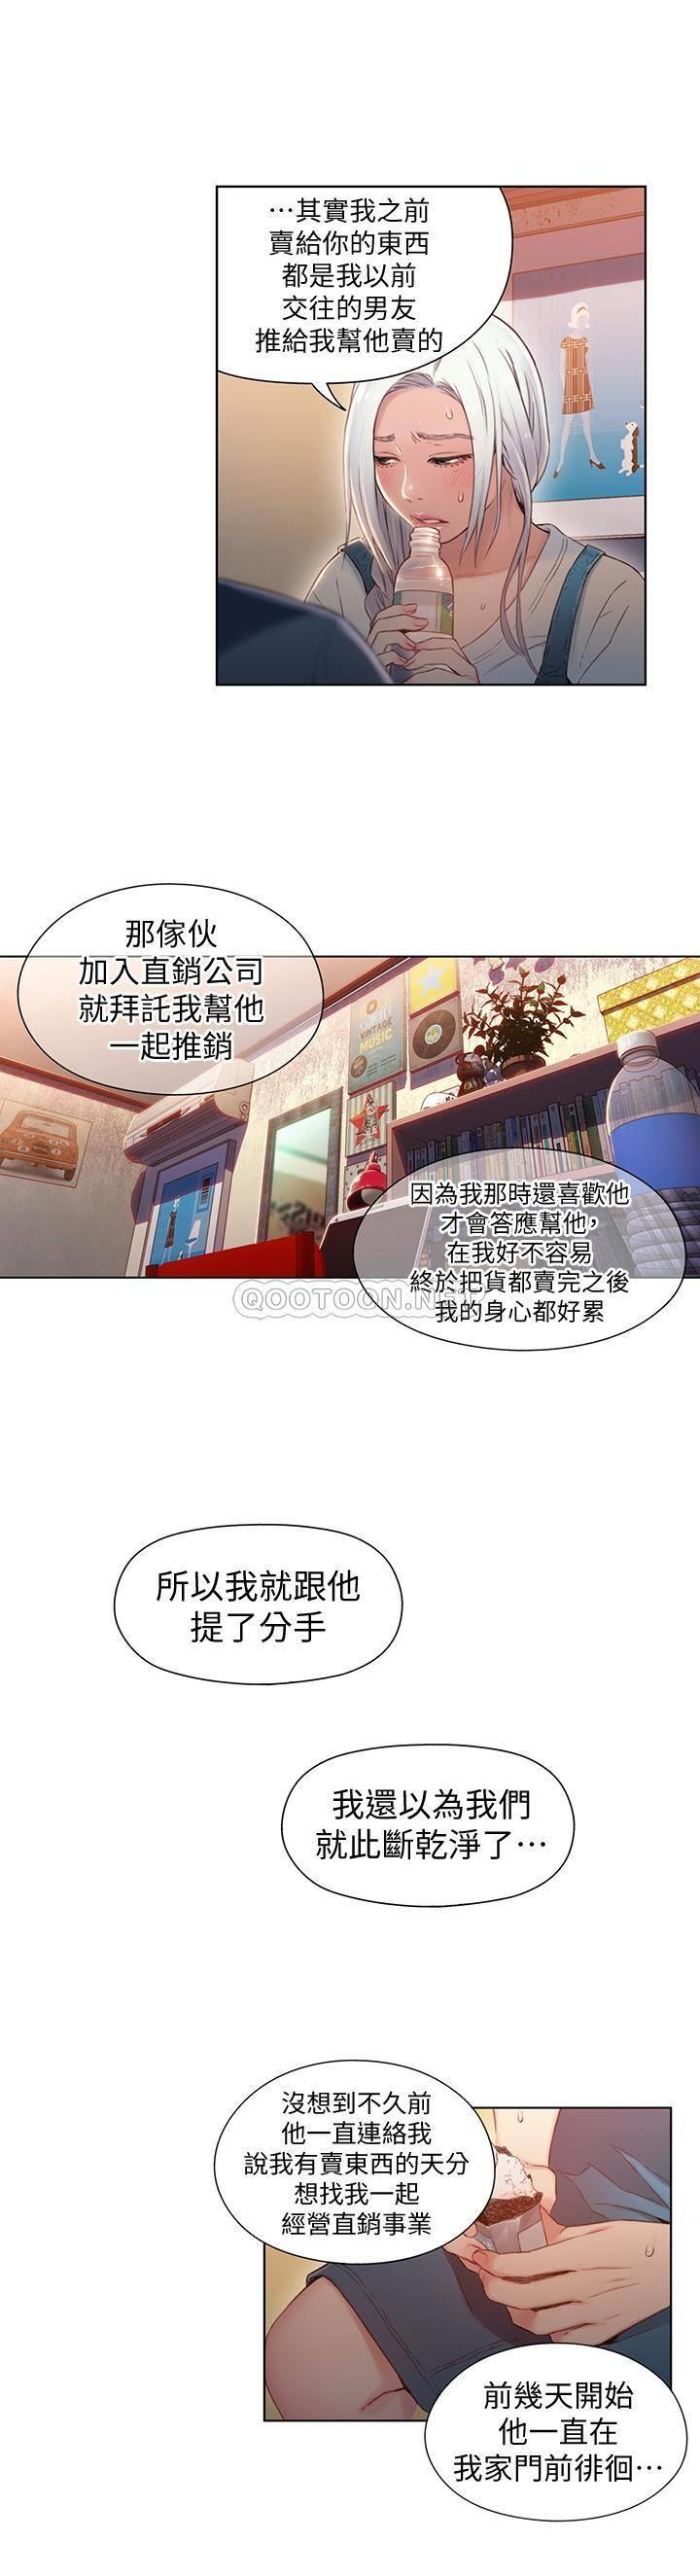 …其實我之前
賣給你的東西
都是我以前
交往的男友
推給我幫他賣的
那傢伙
加入直銷公司
就拜託我幫他
一起推銷
VINTAGE
MUSIC
因為我那時還喜歡他
才會答應幫他，
在我好不容易
終於把貨都賣完之後
我的身心都好累
QOOTOON.NET
所以我就跟他
提了分手
我還以為我們
就此斷乾淨了…
沒想到不久前
他一直連絡我
說我有賣東西的天分
想找我一起
經營直銷事業
前幾天開始
他一直在
我家門前徘徊…